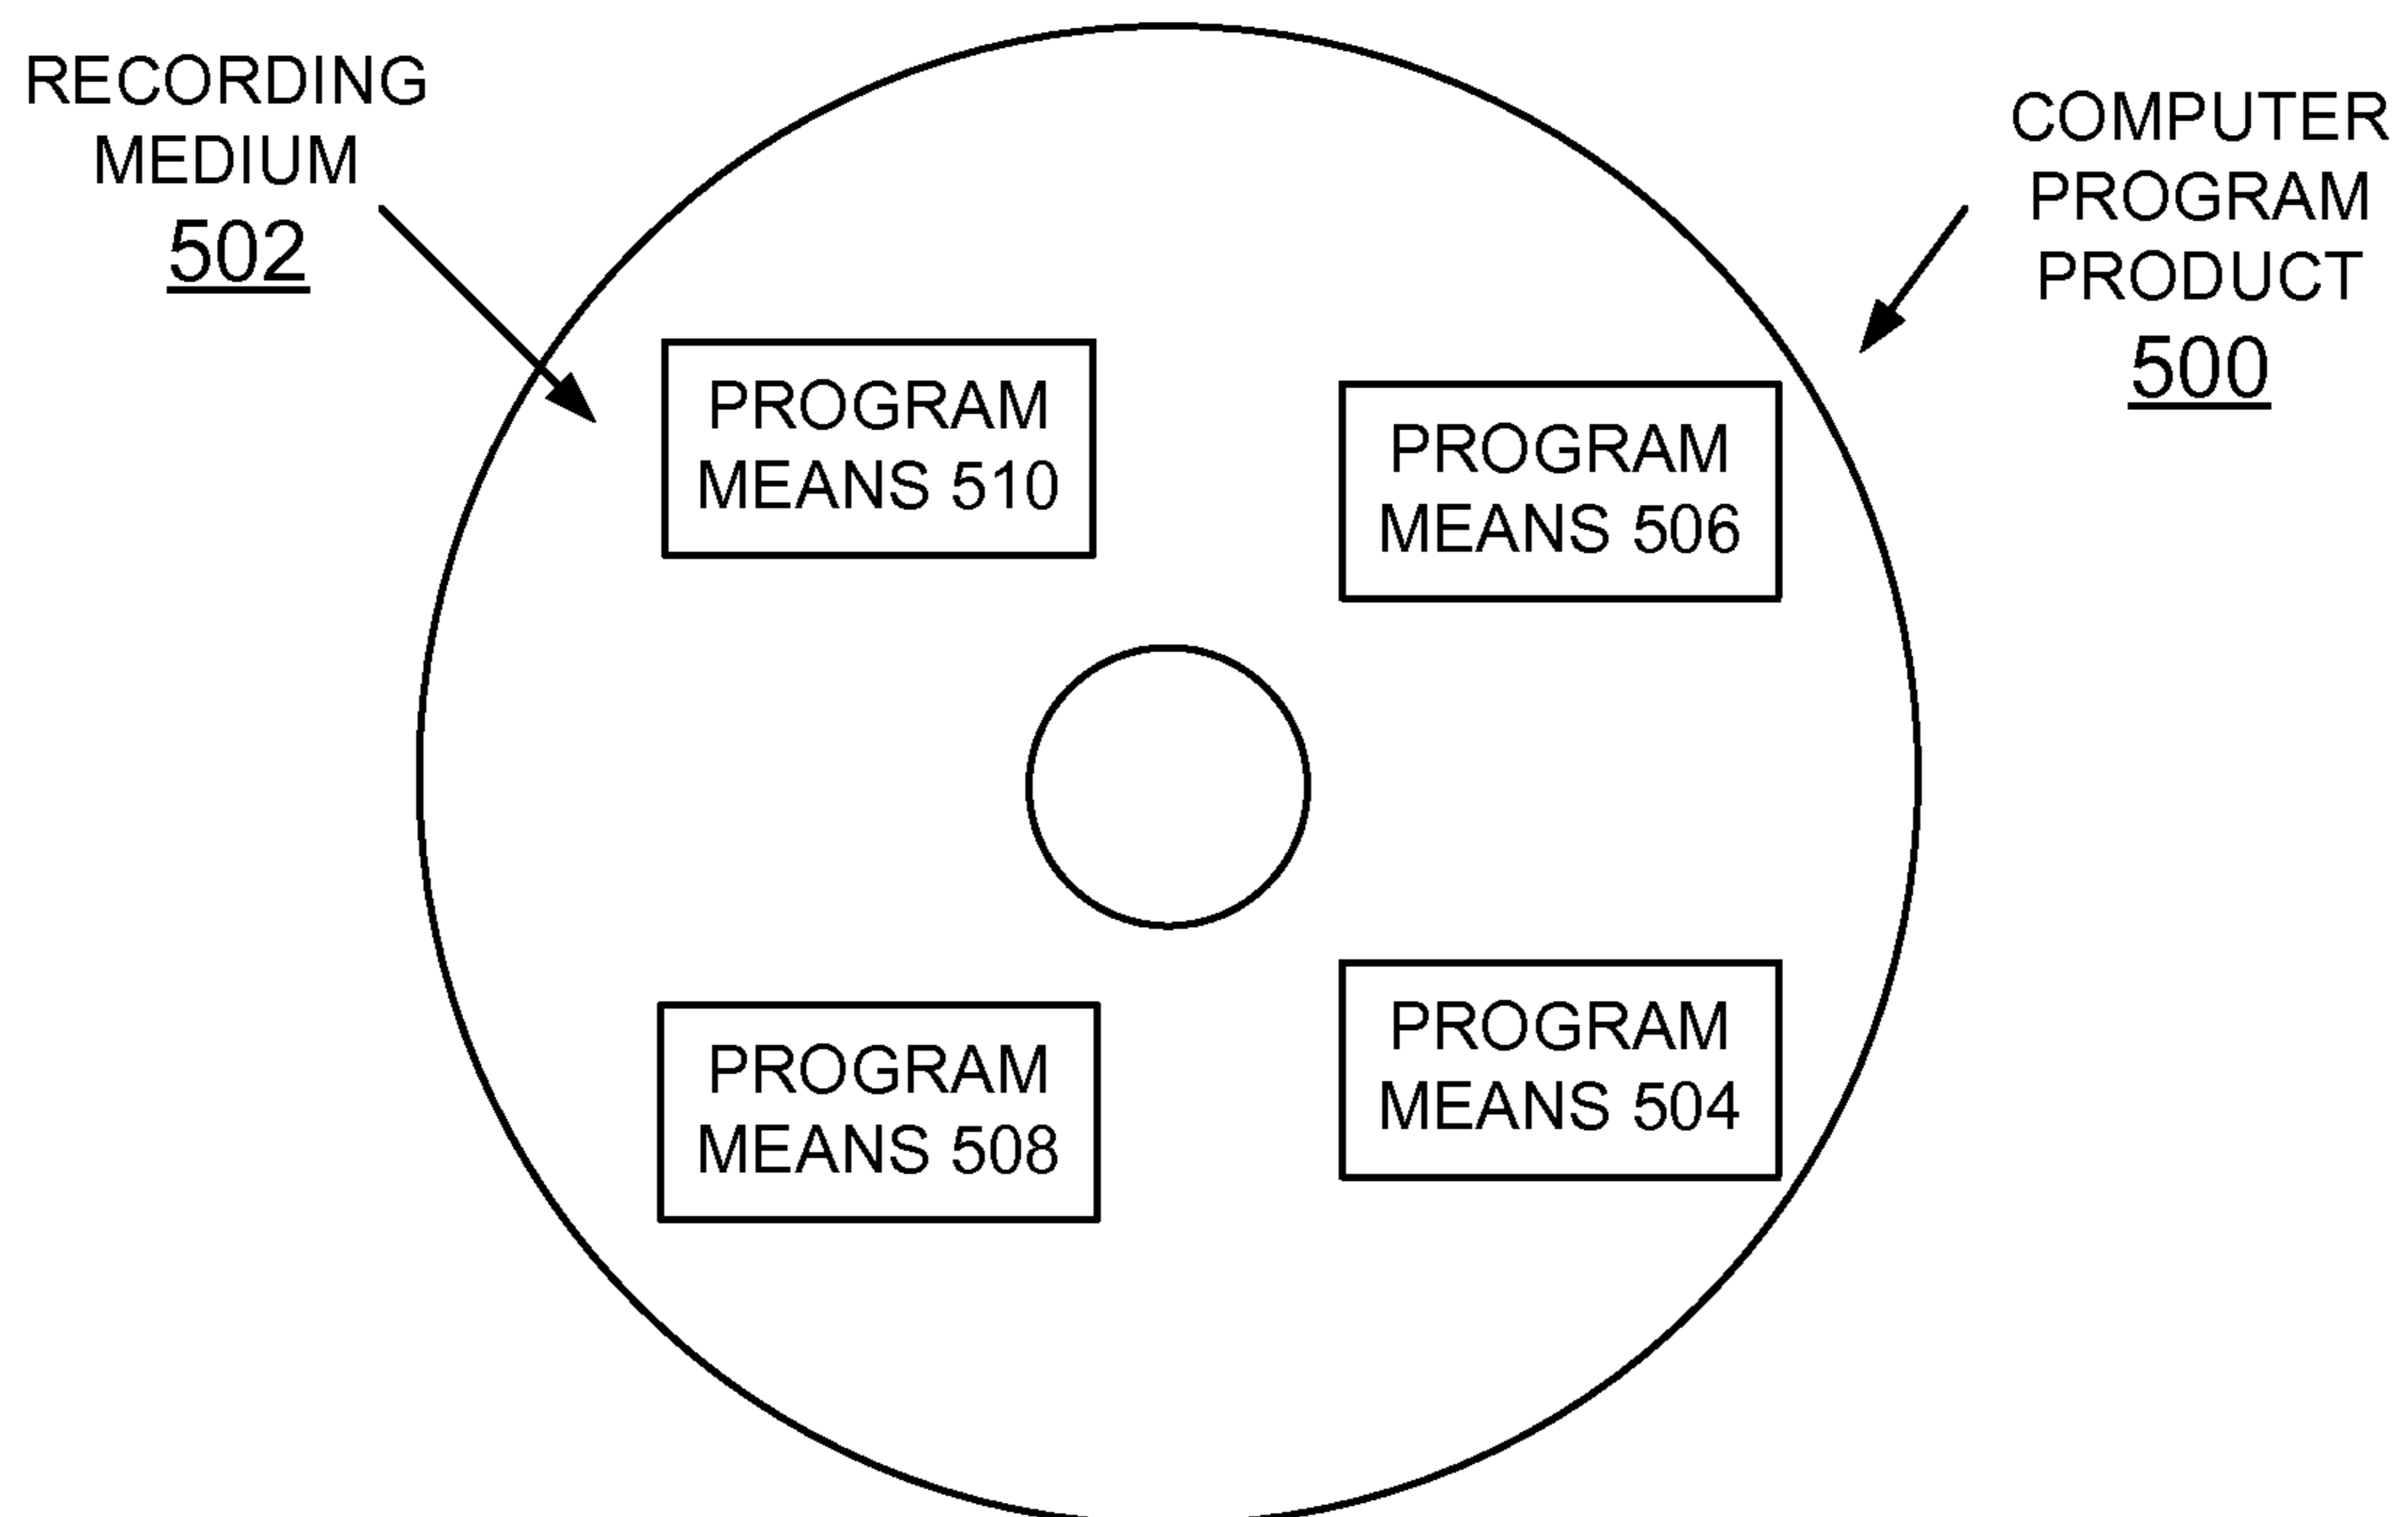 RECORDING
MEDIUM
502
COMPUTER
PROGRAM
PRODUCT
500
PROGRAM
MEANS 510
PROGRAM
MEANS 506
PROGRAM
MEANS 508
PROGRAM
MEANS 504